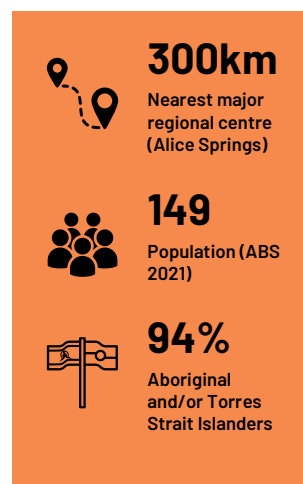 300km
Nearest major
regional centre
(Alice Springs)
149
Population (ABS
2021)
94%
Aboriginal
and/or Torres
Strait Islanders